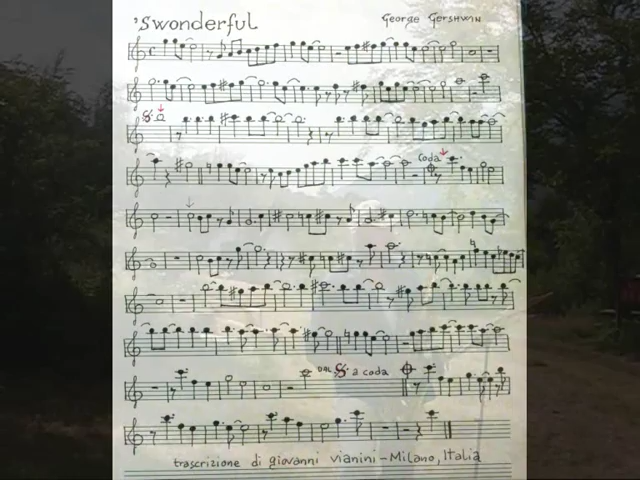 'Swonderful
George Gershwin
Coda
DAL 𝄋 a coda
trascrizione di giovanni vianini - Milano, Italia